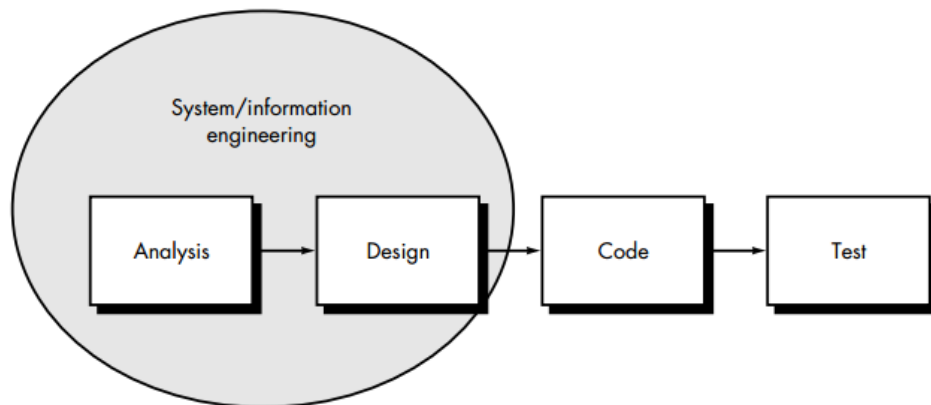 System/information
engineering
Analysis
Design
Code
Test